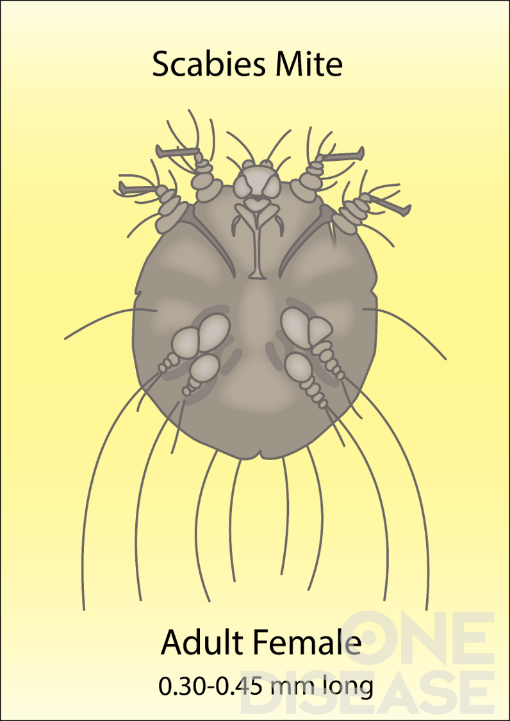 Scabies Mite
Adult Female
0.30-0.45 mm long
ONE
DISEASE